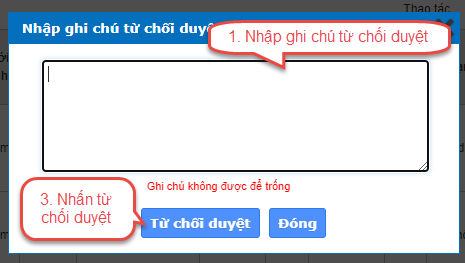 Thao tác
Nhập ghi chú từ chối duyệt
1. Nhập ghi chú từ chối duyệt
Ghi chú không được để trống
3. Nhấn từ
chối duyệt
Từ chối duyệt
Đóng